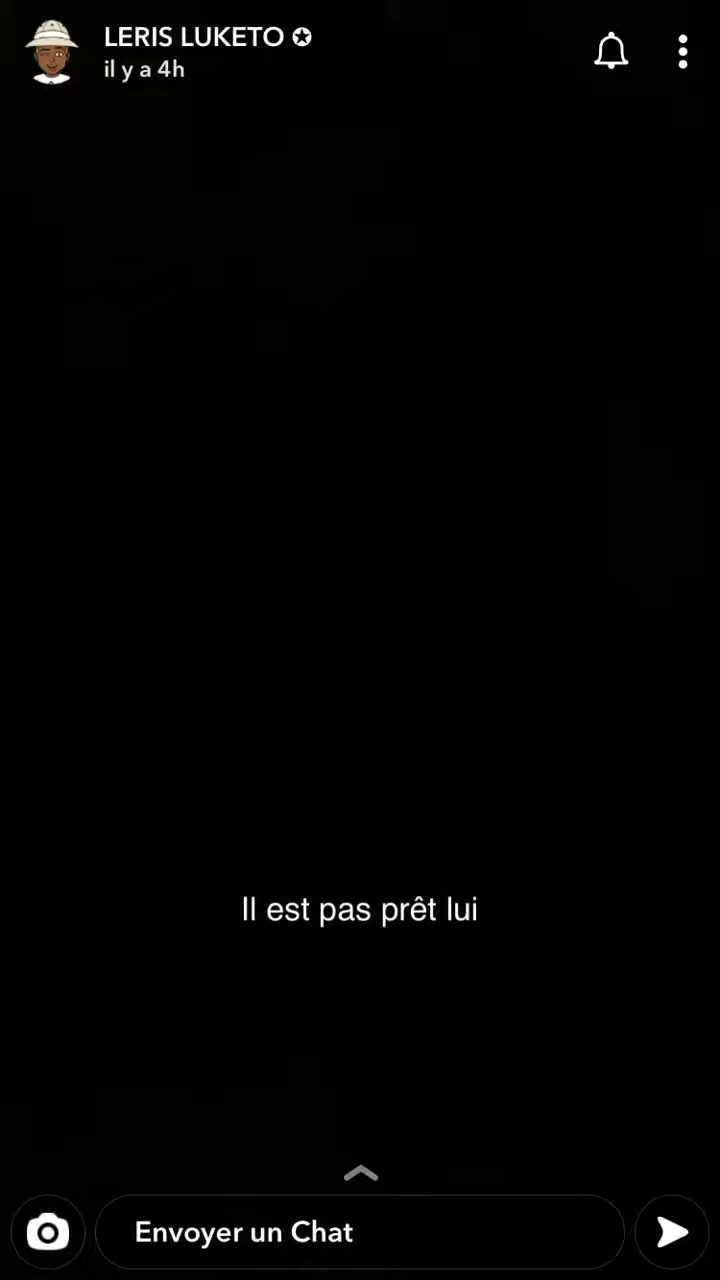 LERIS LUKETO ✪
il y a 4h
Il est pas prêt lui
Envoyer un Chat